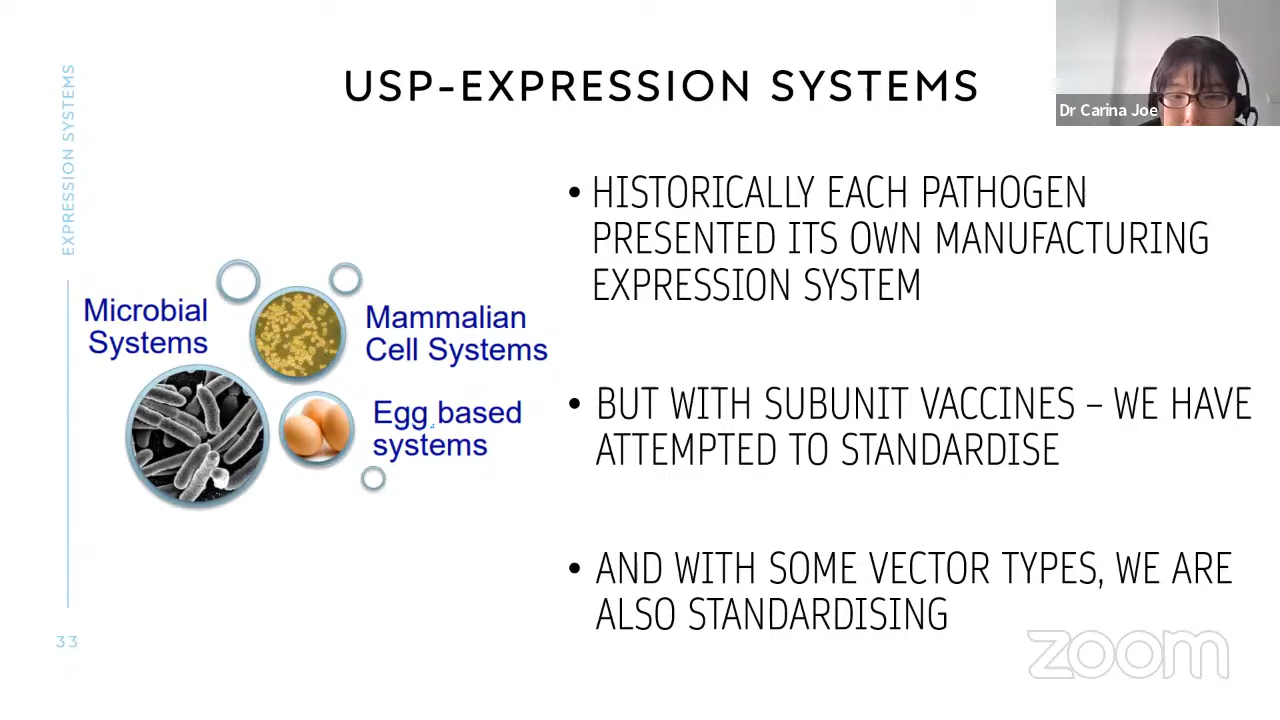 USP-EXPRESSION SYSTEMS
Dr Carina Joe
EXPRESSION SYSTEMS
Microbial
Systems
Mammalian
Cell Systems
Egg based
systems
• HISTORICALLY EACH PATHOGEN
PRESENTED ITS OWN MANUFACTURING
EXPRESSION SYSTEM
• BUT WITH SUBUNIT VACCINES – WE HAVE
ATTEMPTED TO STANDARDISE
• AND WITH SOME VECTOR TYPES, WE ARE
ALSO STANDARDISING
33
zoom